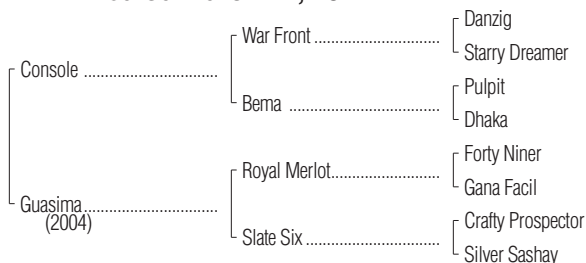 War Front
Danzig
Starry Dreamer
Console
Bema
Pulpit
Dhaka
Royal Merlot
Forty Niner
Gana Facil
Guasima
(2004)
Slate Six
Crafty Prospector
Silver Sashay